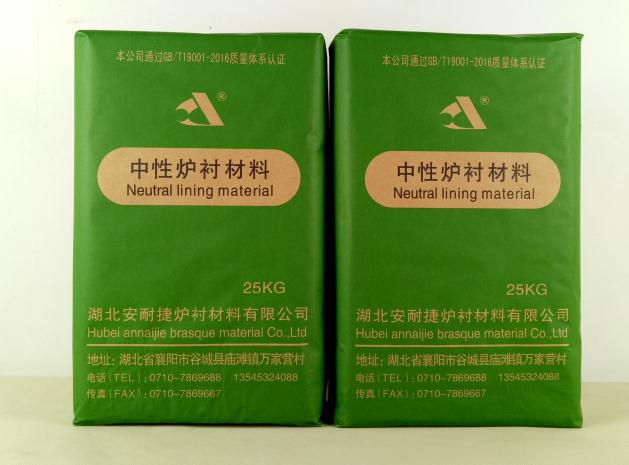 本公司通过GB/T19001-2016质量体系认证
®
中性炉衬材料
Neutral lining material
25KG
湖北安耐捷炉衬材料有限公司
Hubei annaijie brasque material Co.,Ltd
地址: 湖北省襄阳市谷城县庙滩镇万家营村
电话(TEL): 0710-7869688 13545324088
传真(FAX): 0710-7869667
本公司通过GB/T19001-2016质量体系认证
®
中性炉衬材料
Neutral lining material
25KG
湖北安耐捷炉衬材料有限公司
Hubei annaijie brasque material Co.,Ltd
地址: 湖北省襄阳市谷城县庙滩镇万家营村
电话(TEL): 0710-7869688 13545324088
传真(FAX): 0710-7869667